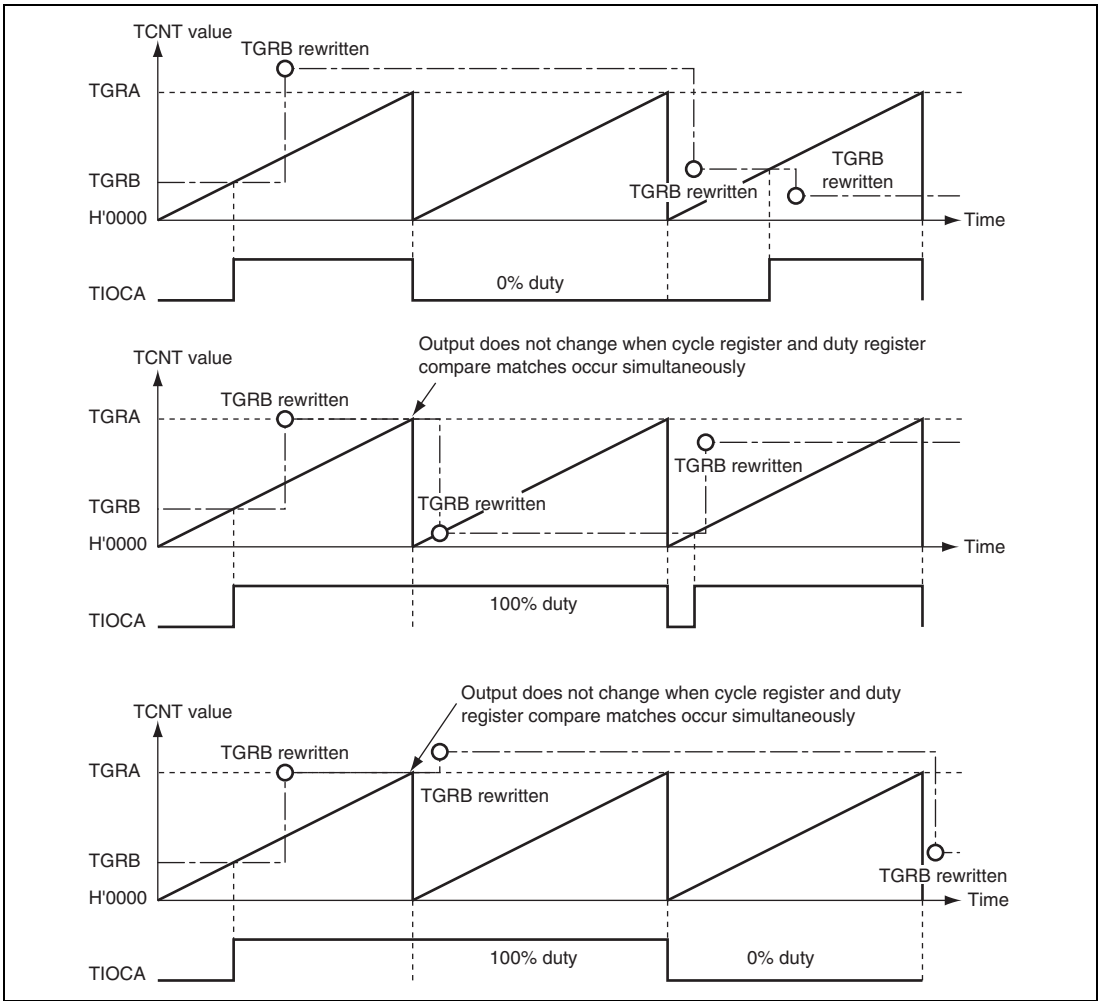 TCNT value
TGRB rewritten
TGRA
TGRB
rewritten
TGRB
TGRB rewritten
H'0000
Time
0% duty
TIOCA
Output does not change when cycle register and duty register
compare matches occur simultaneously
TCNT value
TGRB rewritten
TGRA
TGRB rewritten
TGRB rewritten
TGRB
H'0000
Time
100% duty
TIOCA
Output does not change when cycle register and duty
register compare matches occur simultaneously
TCNT value
TGRB rewritten
TGRA
TGRB rewritten
TGRB
TGRB rewritten
H'0000
Time
100% duty
0% duty
TIOCA